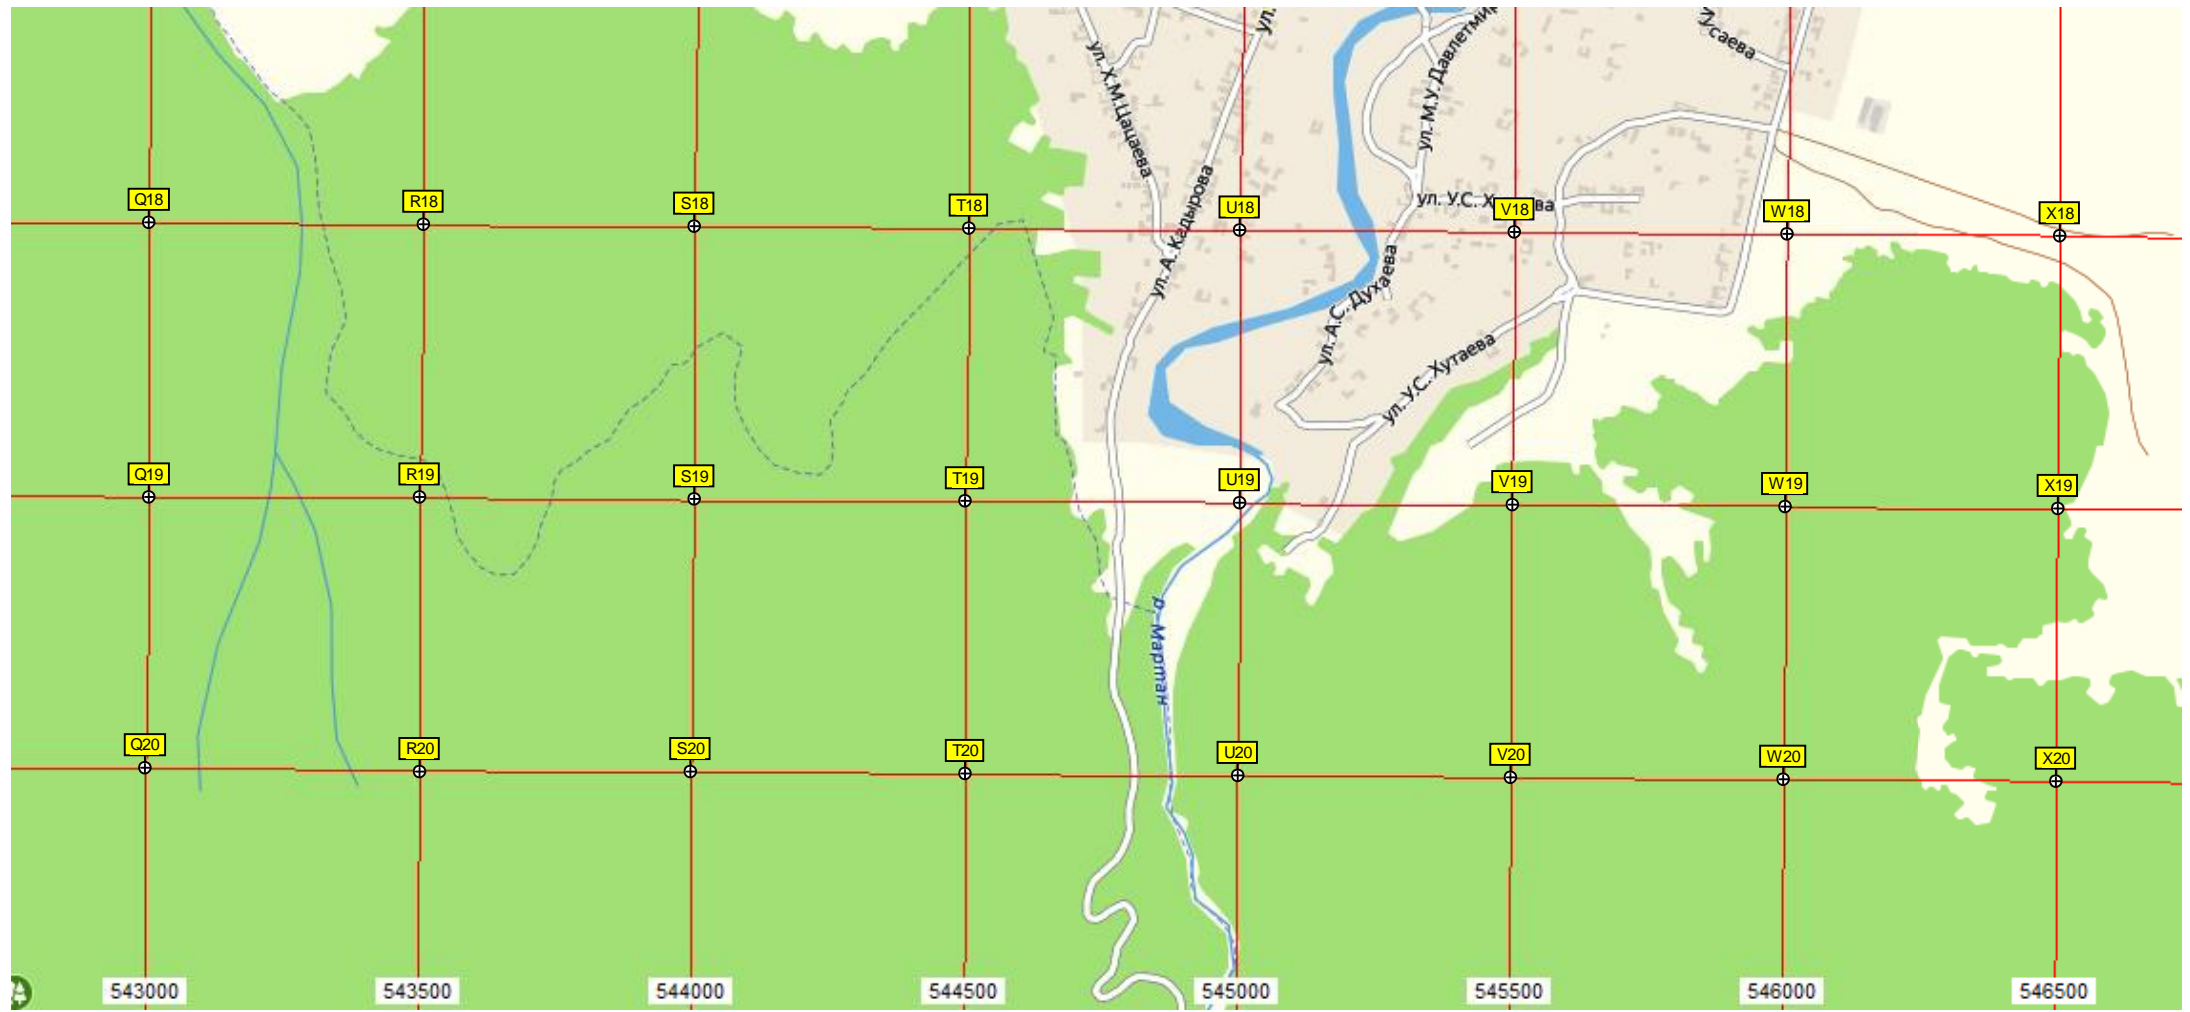 ул.
ул. Х.М.Цацаева
ул. А. Кадырова
ул. М.У. Давлетмир
усаева
ул. У.С. Х
ва
ул. А.С. Духаева
ул. У.С. Хутаева
р. Мартан
Q18
R18
S18
T18
U18
V18
W18
X18
Q19
R19
S19
T19
U19
V19
W19
X19
Q20
R20
S20
T20
U20
V20
W20
X20
543000
543500
544000
544500
545000
545500
546000
546500